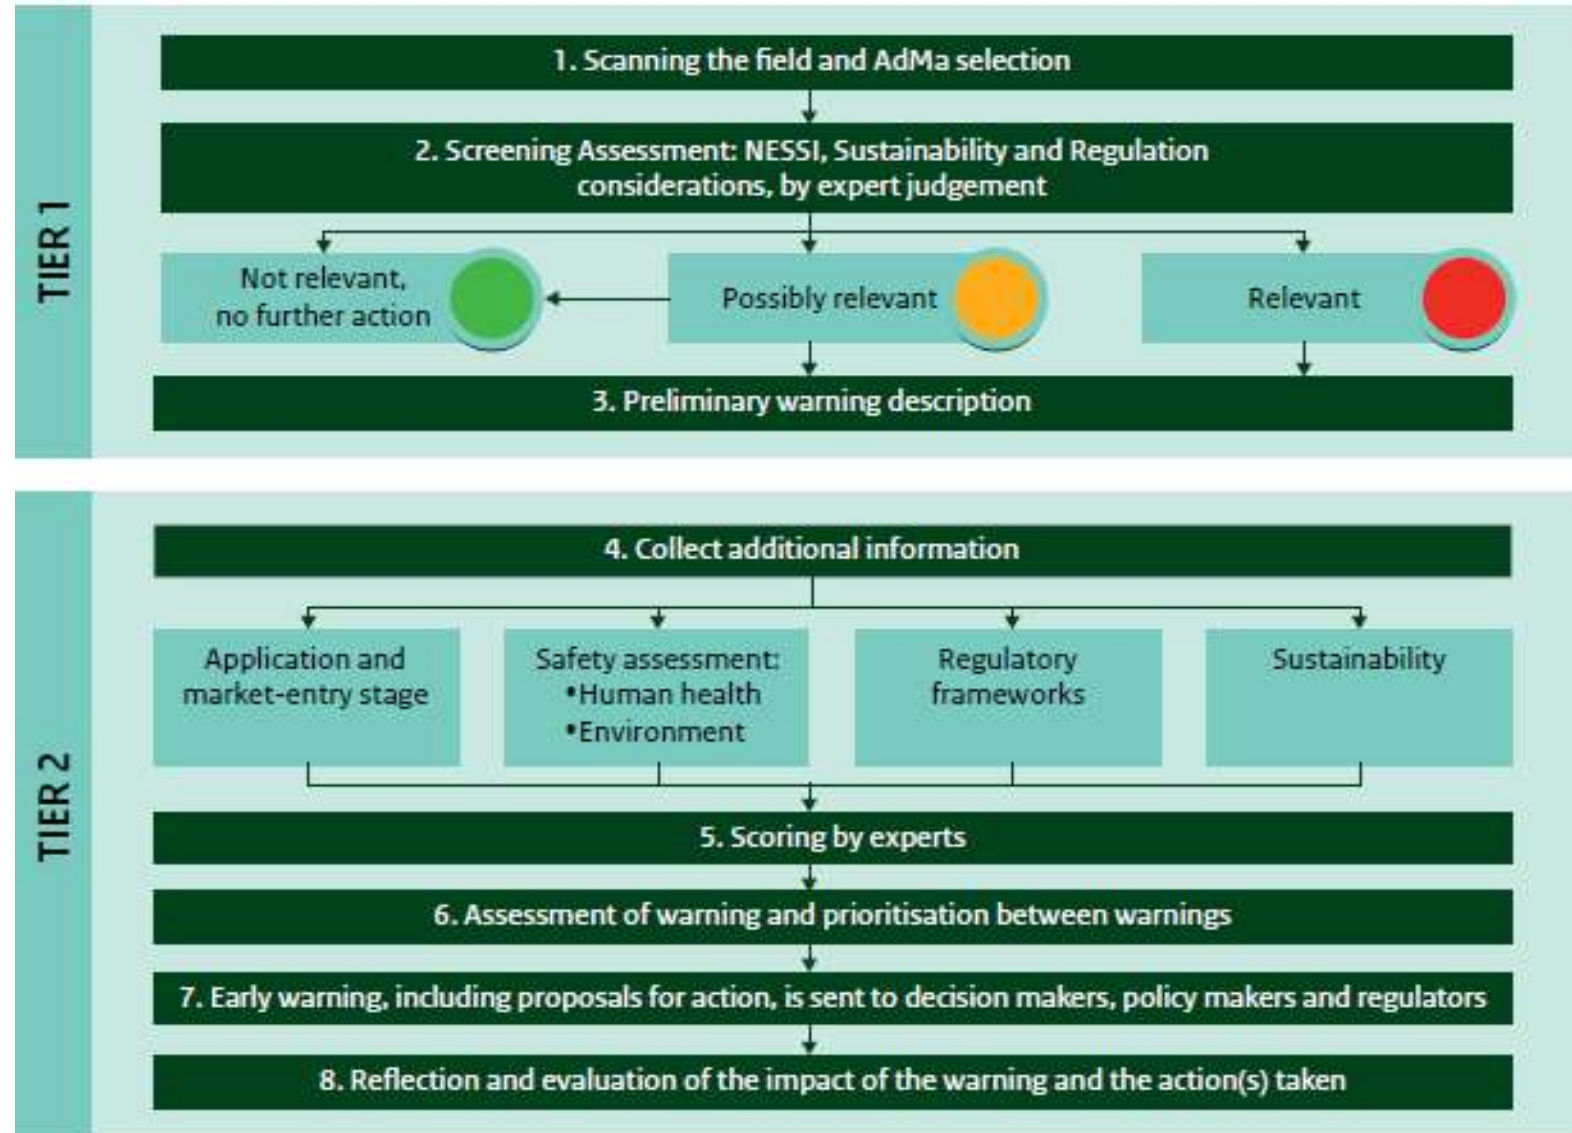 TIER 1
1. Scanning the field and AdMa selection
2. Screening Assessment: NESSI, Sustainability and Regulation
considerations, by expert judgement
Not relevant,
no further action
Possibly relevant
Relevant
3. Preliminary warning description
TIER 2
4. Collect additional information
Application and
market-entry stage
Safety assessment:
•Human health
•Environment
Regulatory
frameworks
Sustainability
5. Scoring by experts
6. Assessment of warning and prioritisation between warnings
7. Early warning, including proposals for action, is sent to decision makers, policy makers and regulators
8. Reflection and evaluation of the impact of the warning and the action(s) taken